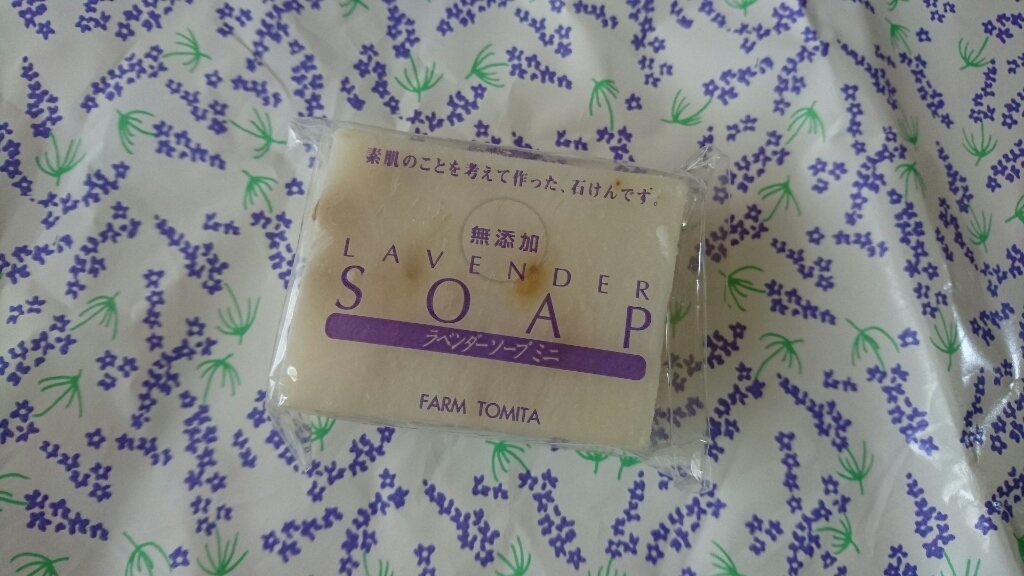 素肌のことを考えて作った、石けんです。
無添加
LAVENDER
SOAP
ラベンダーソープミニ
FARM TOMITA